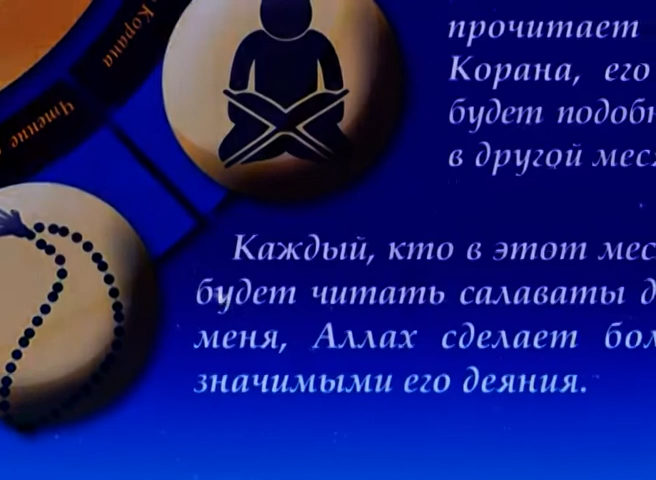 Корана
Чтение
прочитает
Корана, его
будет подобн
в другой меся
Каждый, кто в этот мес
будет читать салаваты д
меня, Аллах сделает бол
значимыми его деяния.